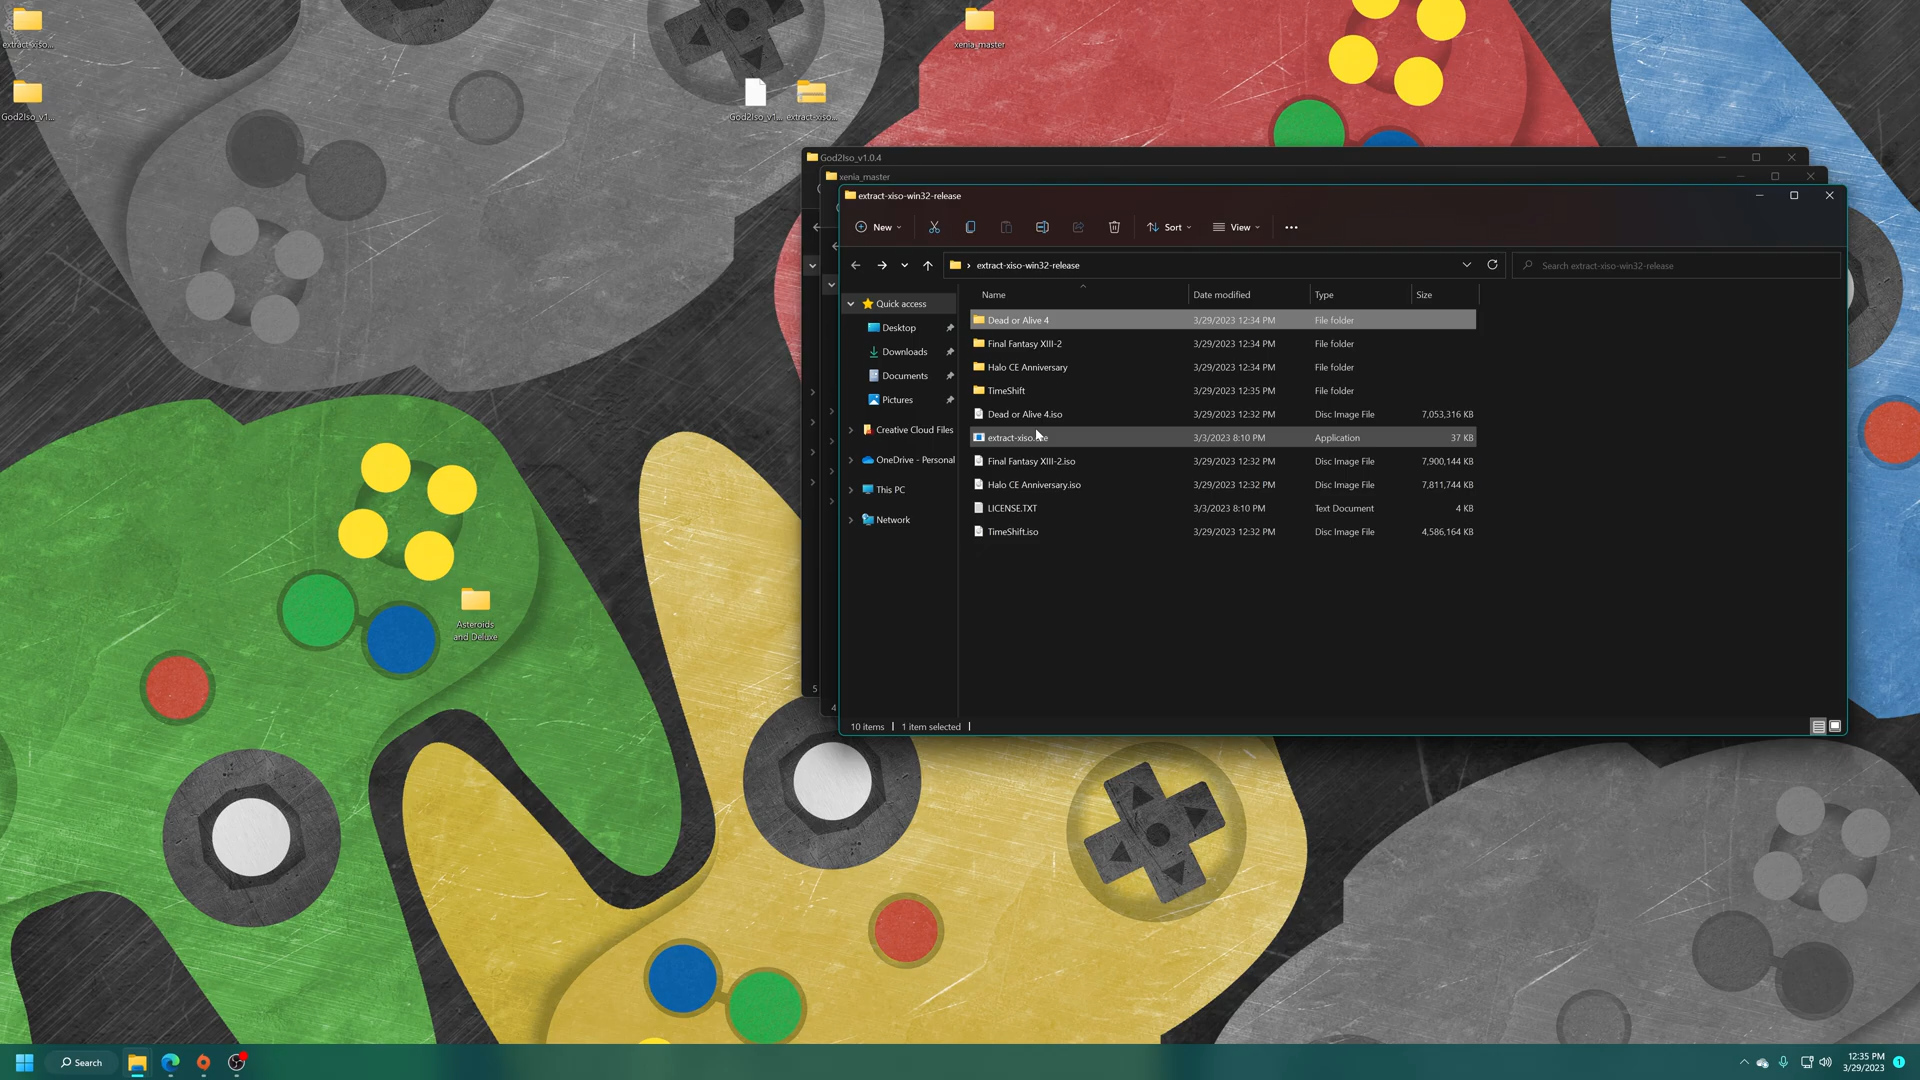 extract-xiso...
God2Iso_v1...
God2Iso_v1...
extract-xiso...
xenia_master
Asteroids
and Deluxe
God2Iso_v1.0.4
xenia_master
extract-xiso-win32-release
New
Sort
View
extract-xiso-win32-release
Search extract-xiso-win32-release
Quick access
Desktop
Downloads
Documents
Pictures
Creative Cloud Files
OneDrive - Personal
This PC
Network
Name Date modified Type Size
Dead or Alive 4 3/29/2023 12:34 PM File folder
Final Fantasy XIII-2 3/29/2023 12:34 PM File folder
Halo CE Anniversary 3/29/2023 12:34 PM File folder
TimeShift 3/29/2023 12:35 PM File folder
Dead or Alive 4.iso 3/29/2023 12:32 PM Disc Image File 7,053,316 KB
extract-xiso.exe 3/3/2023 8:10 PM Application 37 KB
Final Fantasy XIII-2.iso 3/29/2023 12:32 PM Disc Image File 7,900,144 KB
Halo CE Anniversary.iso 3/29/2023 12:32 PM Disc Image File 7,811,744 KB
LICENSE.TXT 3/3/2023 8:10 PM Text Document 4 KB
TimeShift.iso 3/29/2023 12:32 PM Disc Image File 4,586,164 KB
5
4
10 items 1 item selected
Search
12:35 PM
3/29/2023
1